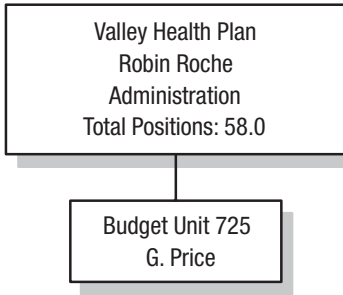 Valley Health Plan
Robin Roche
Administration
Total Positions: 58.0
Budget Unit 725
G. Price